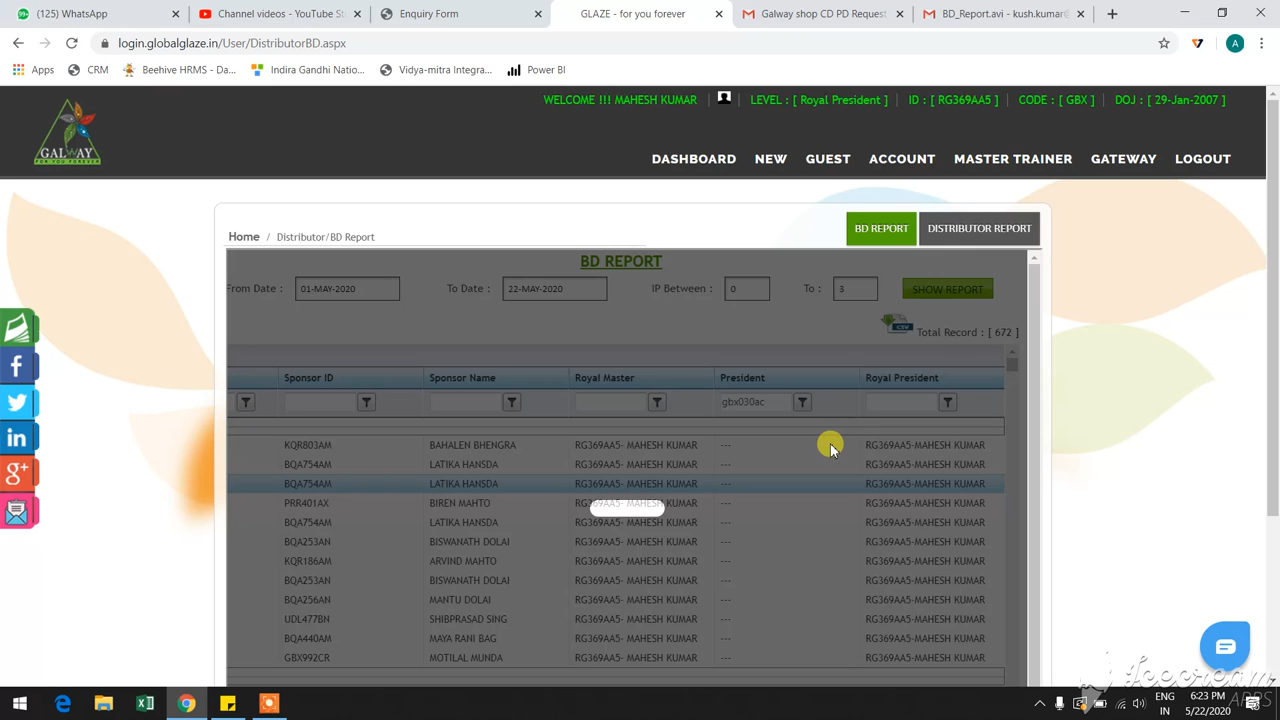 (125) WhatsApp
Channel videos - YouTube St
Enquiry Form
GLAZE - for you forever
Galway shop CD PD Request
BD_Report.avi - kush.kumar@
login.globalglaze.in/User/DistributorBD.aspx
A
Apps
CRM
Beehive HRMS - Da...
Indira Gandhi Natio...
Vidya-mitra Integra...
Power BI
WELCOME !!! MAHESH KUMAR
LEVEL : [ Royal President ]
ID : [ RG369AA5 ]
CODE : [ GBX ]
DOJ : [ 29-Jan-2007 ]
GALWAY
FOR YOU FOREVER
DASHBOARD NEW GUEST ACCOUNT MASTER TRAINER GATEWAY LOGOUT
Home / Distributor/BD Report
BD REPORT DISTRIBUTOR REPORT
BD REPORT
From Date : 01-MAY-2020 To Date : 22-MAY-2020 IP Between : 0 To : 3 SHOW REPORT
CSV Total Record : [ 672 ]
Sponsor ID Sponsor Name Royal Master President Royal President
gbx030ac
KQR803AM BAHALEN BHENGRA RG369AA5- MAHESH KUMAR --- RG369AA5-MAHESH KUMAR
BQA754AM LATIKA HANSDA RG369AA5- MAHESH KUMAR --- RG369AA5-MAHESH KUMAR
BQA754AM LATIKA HANSDA RG369AA5- MAHESH KUMAR --- RG369AA5-MAHESH KUMAR
PRR401AX BIREN MAHTO RG369AA5- MAHESH KUMAR --- RG369AA5-MAHESH KUMAR
BQA754AM LATIKA HANSDA RG369AA5- MAHESH KUMAR --- RG369AA5-MAHESH KUMAR
BQA253AN BISWANATH DOLAI RG369AA5- MAHESH KUMAR --- RG369AA5-MAHESH KUMAR
KQR186AM ARVIND MAHTO RG369AA5- MAHESH KUMAR --- RG369AA5-MAHESH KUMAR
BQA253AN BISWANATH DOLAI RG369AA5- MAHESH KUMAR --- RG369AA5-MAHESH KUMAR
BQA256AN MANTU DOLAI RG369AA5- MAHESH KUMAR --- RG369AA5-MAHESH KUMAR
UDL477BN SHIBPRASAD SING RG369AA5- MAHESH KUMAR --- RG369AA5-MAHESH KUMAR
BQA440AM MAYA RANI BAG RG369AA5- MAHESH KUMAR --- RG369AA5-MAHESH KUMAR
GBX992CR MOTILAL MUNDA RG369AA5- MAHESH KUMAR --- RG369AA5-MAHESH KUMAR
icecream
APPS
ENG
IN
6:23 PM
5/22/2020